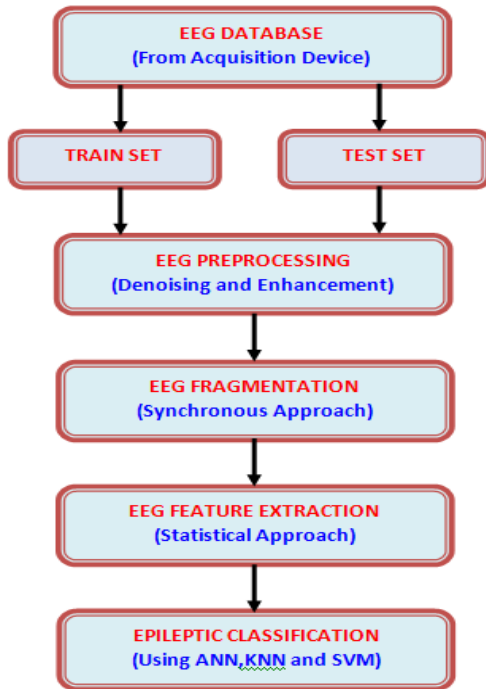 EEG DATABASE
(From Acquisition Device)
TRAIN SET
TEST SET
EEG PREPROCESSING
(Denoising and Enhancement)
EEG FRAGMENTATION
(Synchronous Approach)
EEG FEATURE EXTRACTION
(Statistical Approach)
EPILEPTIC CLASSIFICATION
(Using ANN,KNN and SVM)